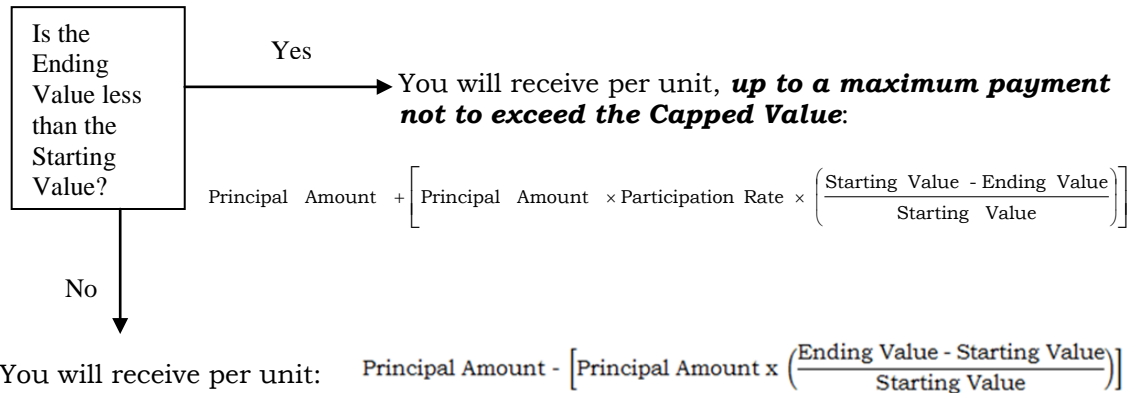 Is the
Ending
Value less
than the
Starting
Value?
Yes
You will receive per unit, up to a maximum payment
not to exceed the Capped Value:
Principal Amount + [Principal Amount × Participation Rate × (Starting Value - Ending Value / Starting Value)]
No
You will receive per unit: Principal Amount - [Principal Amount x (Ending Value - Starting Value / Starting Value)]